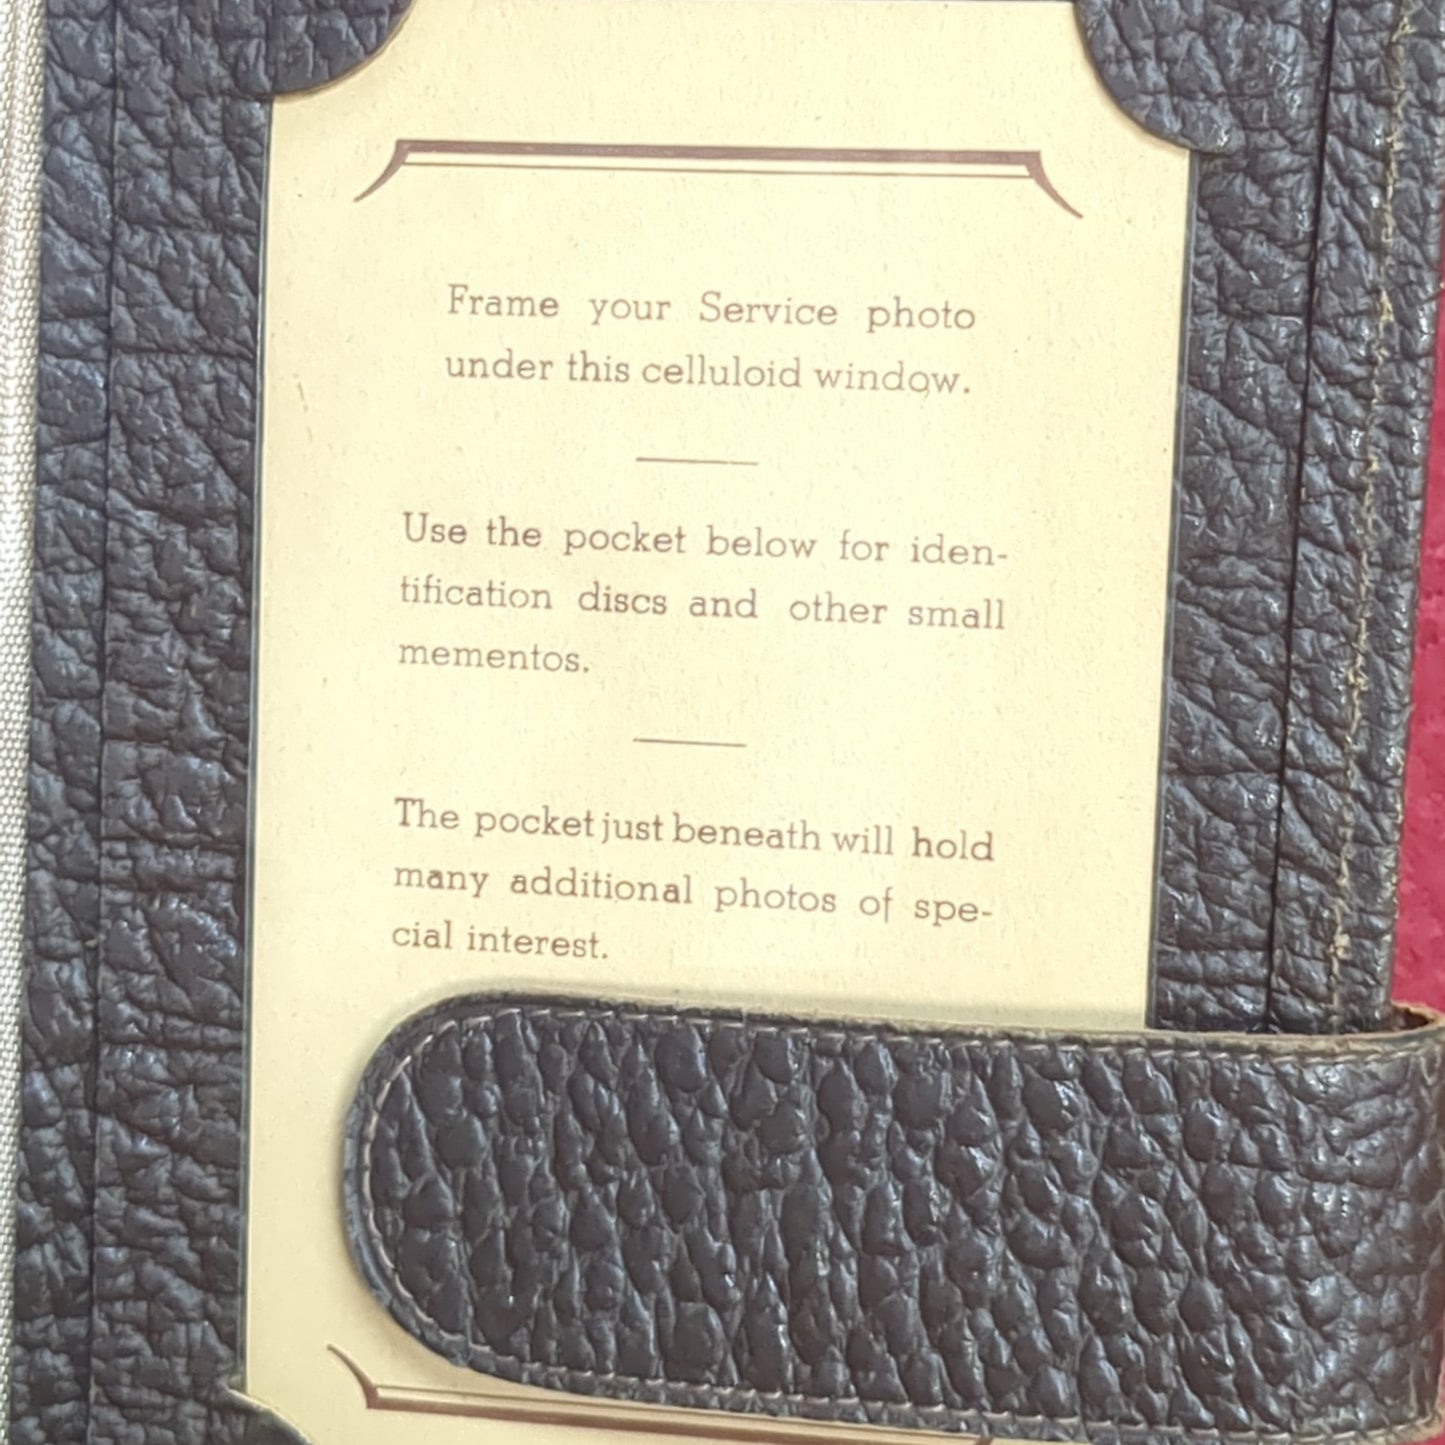 Frame your Service photo
under this celluloid window.
Use the pocket below for iden-
tification discs and other small
mementos.
The pocket just beneath will hold
many additional photos of spe-
cial interest.